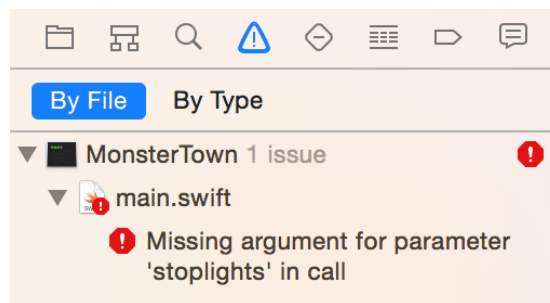 By File By Type
MonsterTown 1 issue
main.swift
Missing argument for parameter
'stoplights' in call